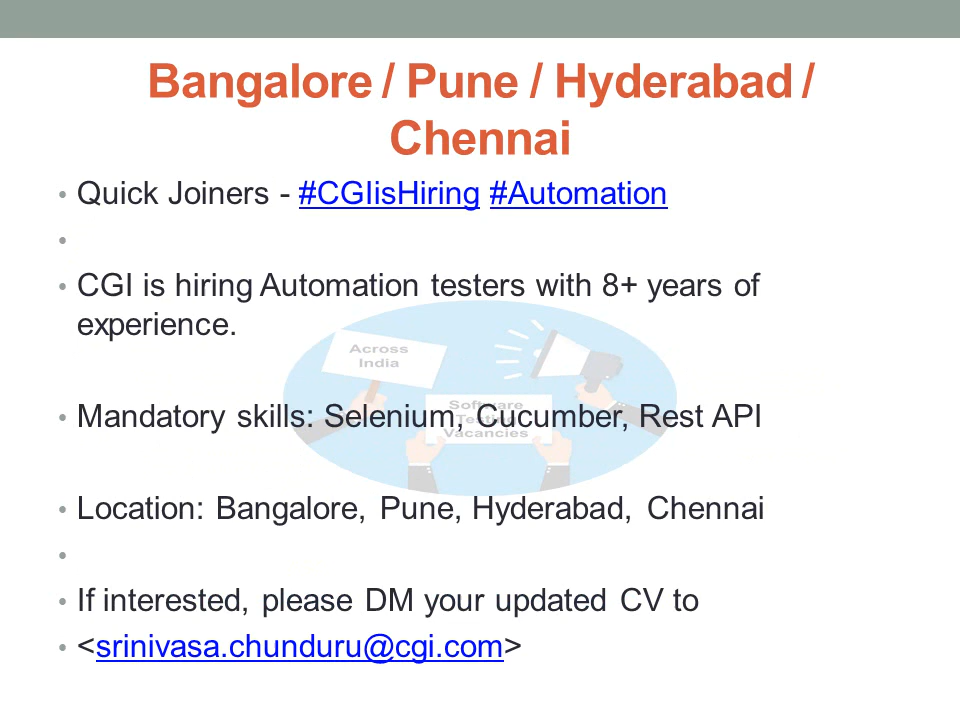 Bangalore / Pune / Hyderabad /
Chennai
• Quick Joiners - #CGIisHiring #Automation
•
• CGI is hiring Automation testers with 8+ years of
experience.
Across
India
• Mandatory skills: Selenium, Cucumber, Rest API
Software
Testing
Vacancies
• Location: Bangalore, Pune, Hyderabad, Chennai
•
• If interested, please DM your updated CV to
• <srinivasa.chunduru@cgi.com>